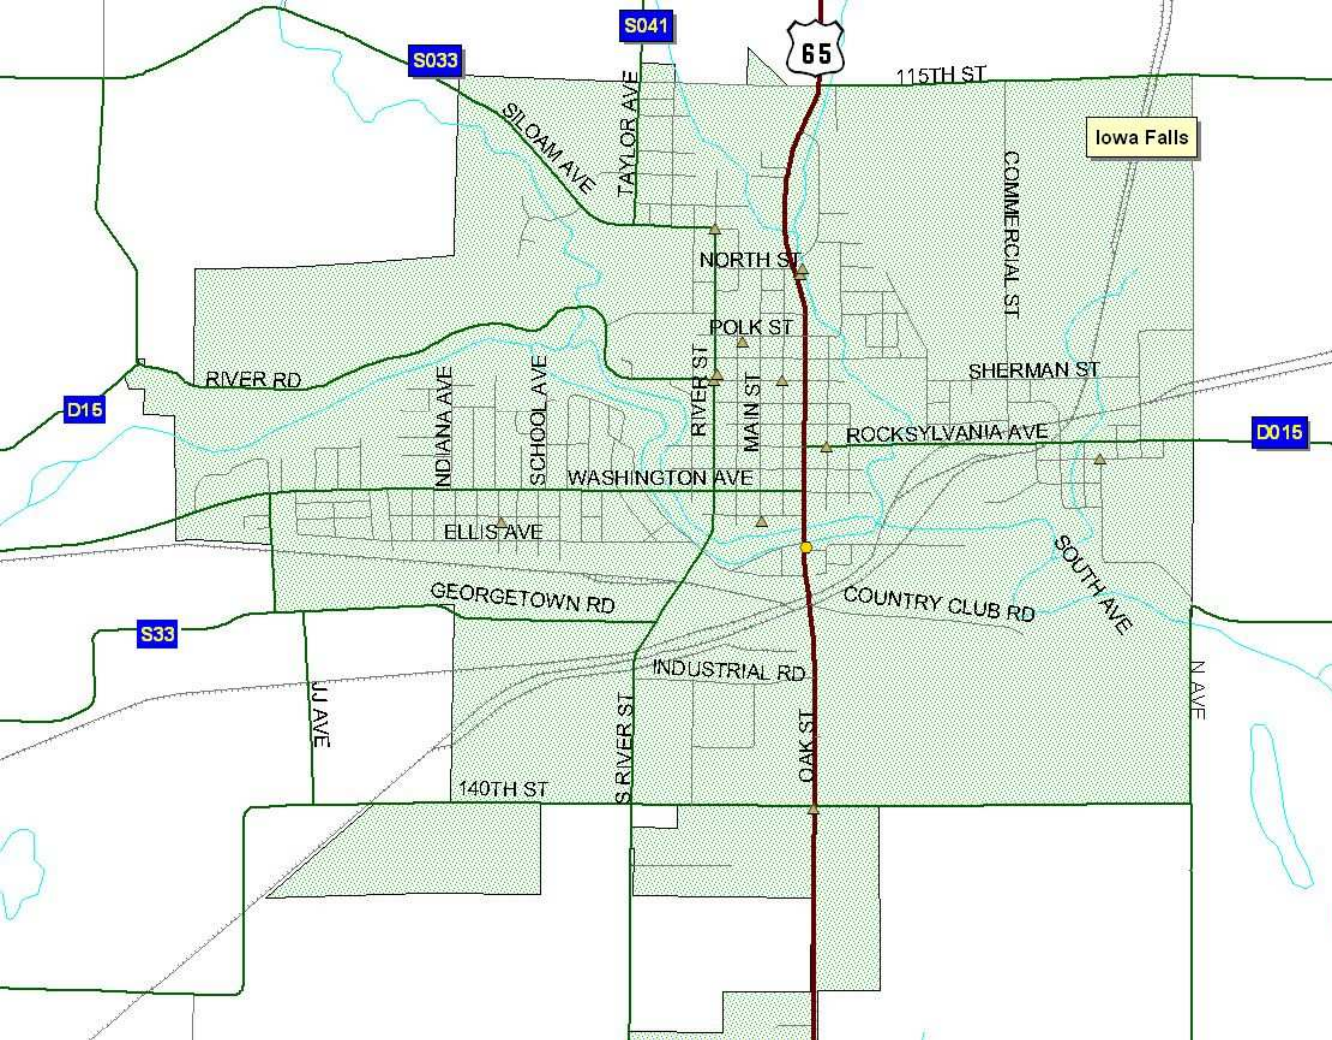 S041
65
S033
115TH ST
SILOAM AVE
TAYLOR AVE
Iowa Falls
COMMERCIAL ST
NORTH ST
POLK ST
RIVER RD
INDIANA AVE
SCHOOL AVE
RIVER ST
MAIN ST
SHERMAN ST
D15
ROCKSYLVANIA AVE
D015
WASHINGTON AVE
ELLIS AVE
SOUTH AVE
GEORGETOWN RD
COUNTRY CLUB RD
S33
INDUSTRIAL RD
N AVE
JJ AVE
S RIVER ST
OAK ST
140TH ST